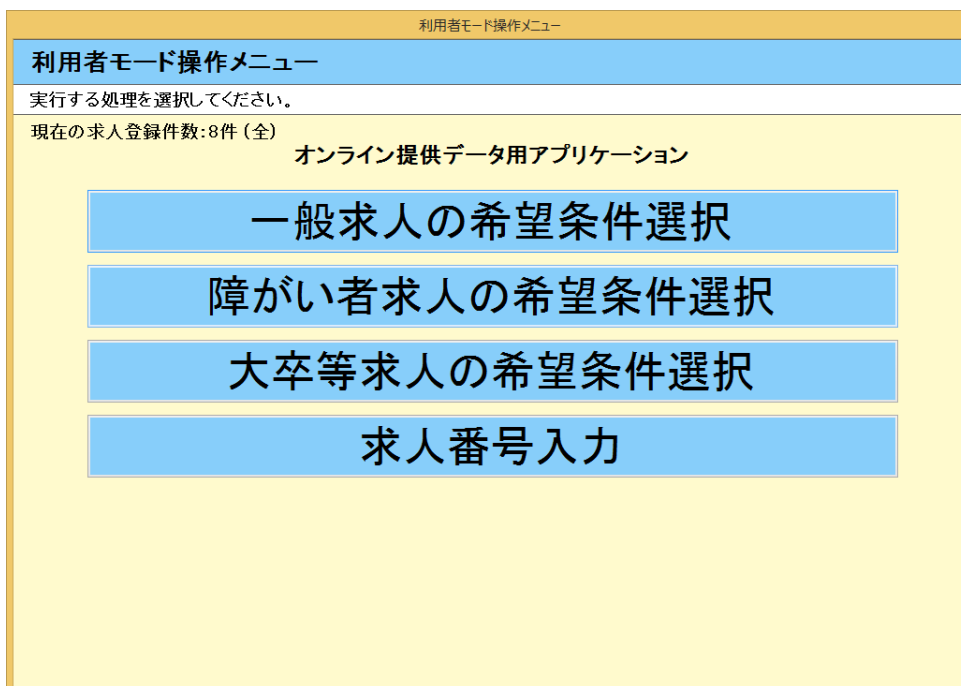 利用者モード操作メニュー
利用者モード操作メニュー
実行する処理を選択してください。
現在の求人登録件数:8件(全)
オンライン提供データ用アプリケーション
一般求人の希望条件選択
障がい者求人の希望条件選択
大卒等求人の希望条件選択
求人番号入力